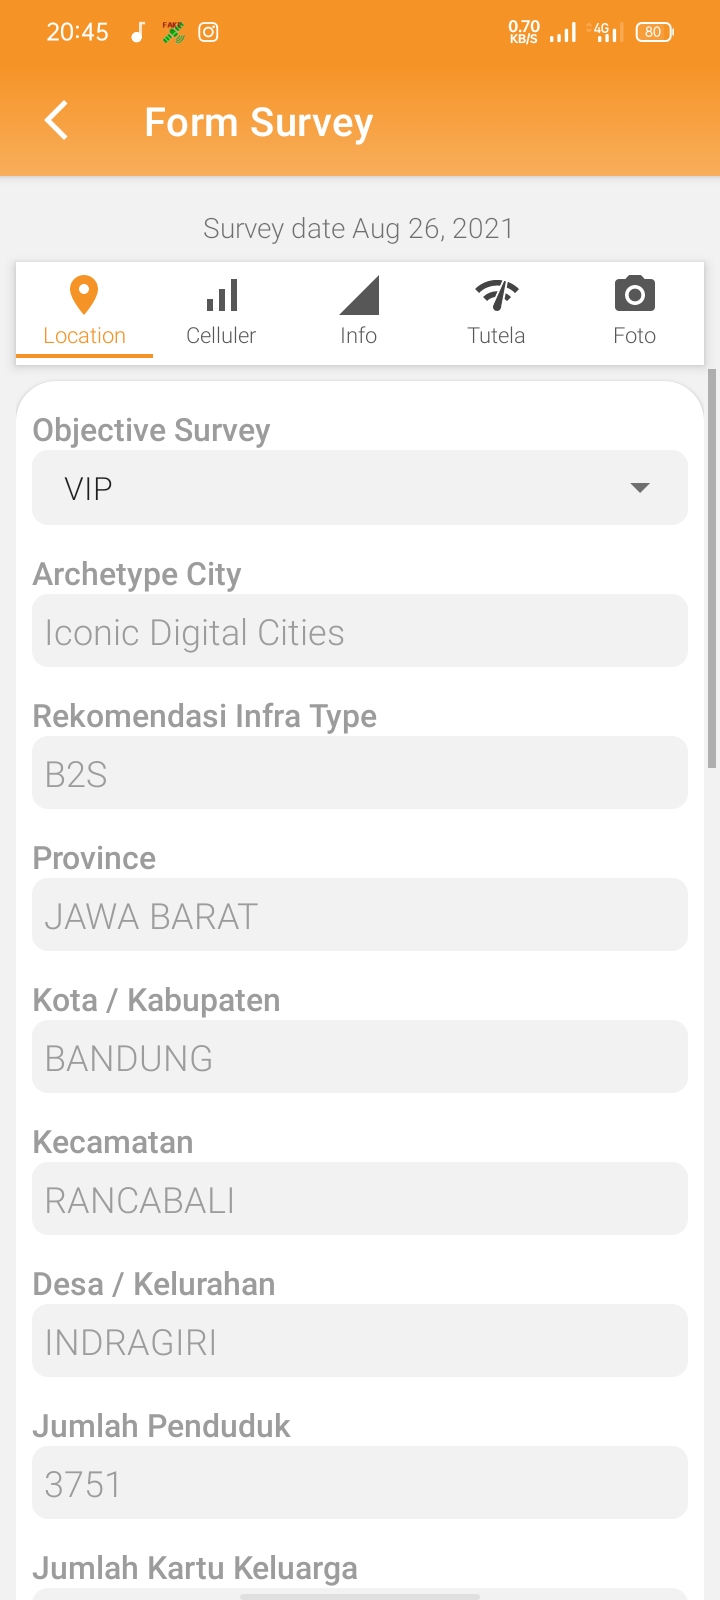 20:45
FAKE
0.70
KB/S
4G
80
Form Survey
Survey date Aug 26, 2021
Location
Celluler
Info
Tutela
Foto
Objective Survey
VIP
Archetype City
Iconic Digital Cities
Rekomendasi Infra Type
B2S
Province
JAWA BARAT
Kota / Kabupaten
BANDUNG
Kecamatan
RANCABALI
Desa / Kelurahan
INDRAGIRI
Jumlah Penduduk
3751
Jumlah Kartu Keluarga